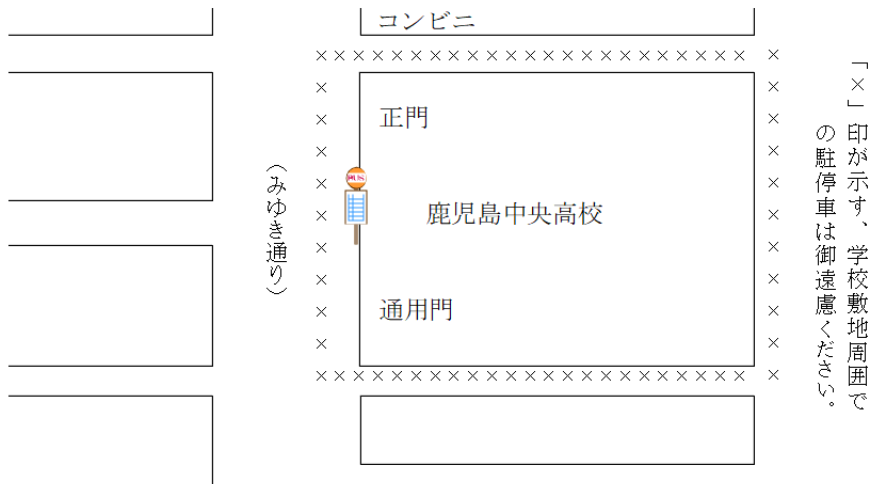 コンビニ
正門
鹿児島中央高校
通用門
(みゆき通り)
「×」印が示す、学校敷地周囲で
の駐停車は御遠慮ください。
BUS